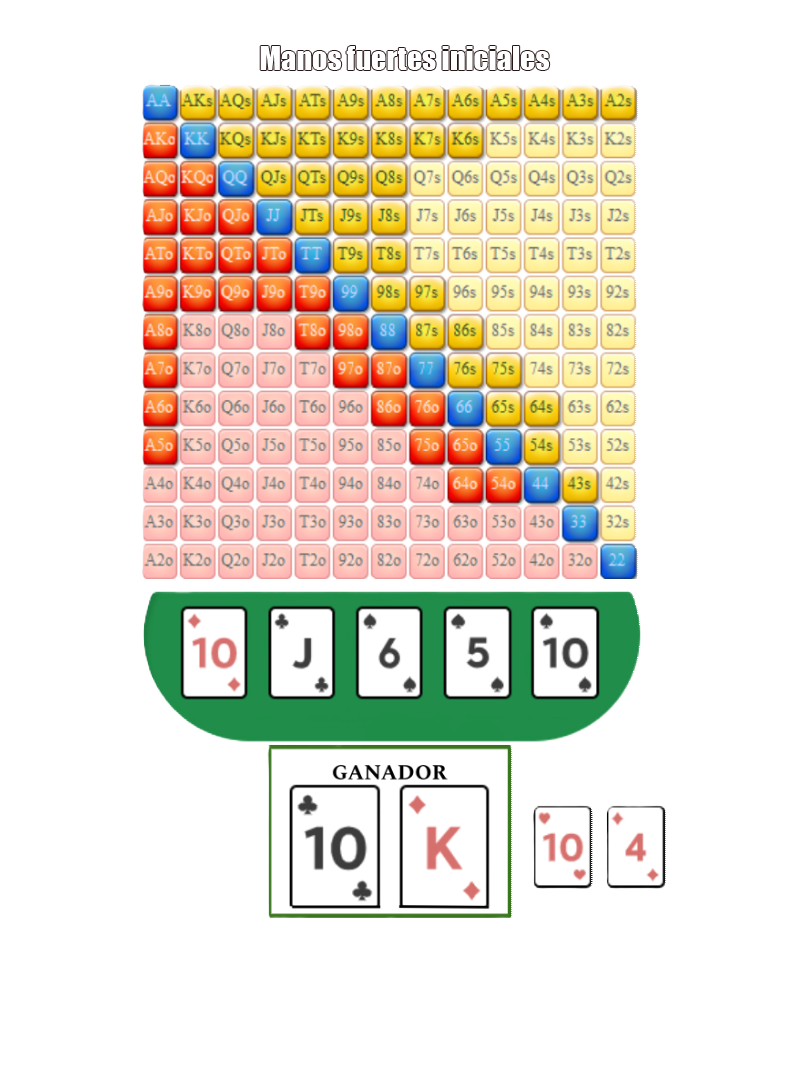 Manos fuertes iniciales
AA AKs AQs AJs ATs A9s A8s A7s A6s A5s A4s A3s A2s
AKo KK KQs KJs KTs K9s K8s K7s K6s K5s K4s K3s K2s
AQo KQo QQ QJs QTs Q9s Q8s Q7s Q6s Q5s Q4s Q3s Q2s
AJo KJo QJo JJ JTs J9s J8s J7s J6s J5s J4s J3s J2s
ATo KTo QTo JTo TT T9s T8s T7s T6s T5s T4s T3s T2s
A9o K9o Q9o J9o T9o 99 98s 97s 96s 95s 94s 93s 92s
A8o K8o Q8o J8o T8o 98o 88 87s 86s 85s 84s 83s 82s
A7o K7o Q7o J7o T7o 97o 87o 77 76s 75s 74s 73s 72s
A6o K6o Q6o J6o T6o 96o 86o 76o 66 65s 64s 63s 62s
A5o K5o Q5o J5o T5o 95o 85o 75o 65o 55 54s 53s 52s
A4o K4o Q4o J4o T4o 94o 84o 74o 64o 54o 44 43s 42s
A3o K3o Q3o J3o T3o 93o 83o 73o 63o 53o 43o 33 32s
A2o K2o Q2o J2o T2o 92o 82o 72o 62o 52o 42o 32o 22
10 J 6 5 10
GANADOR
10 K 10 4